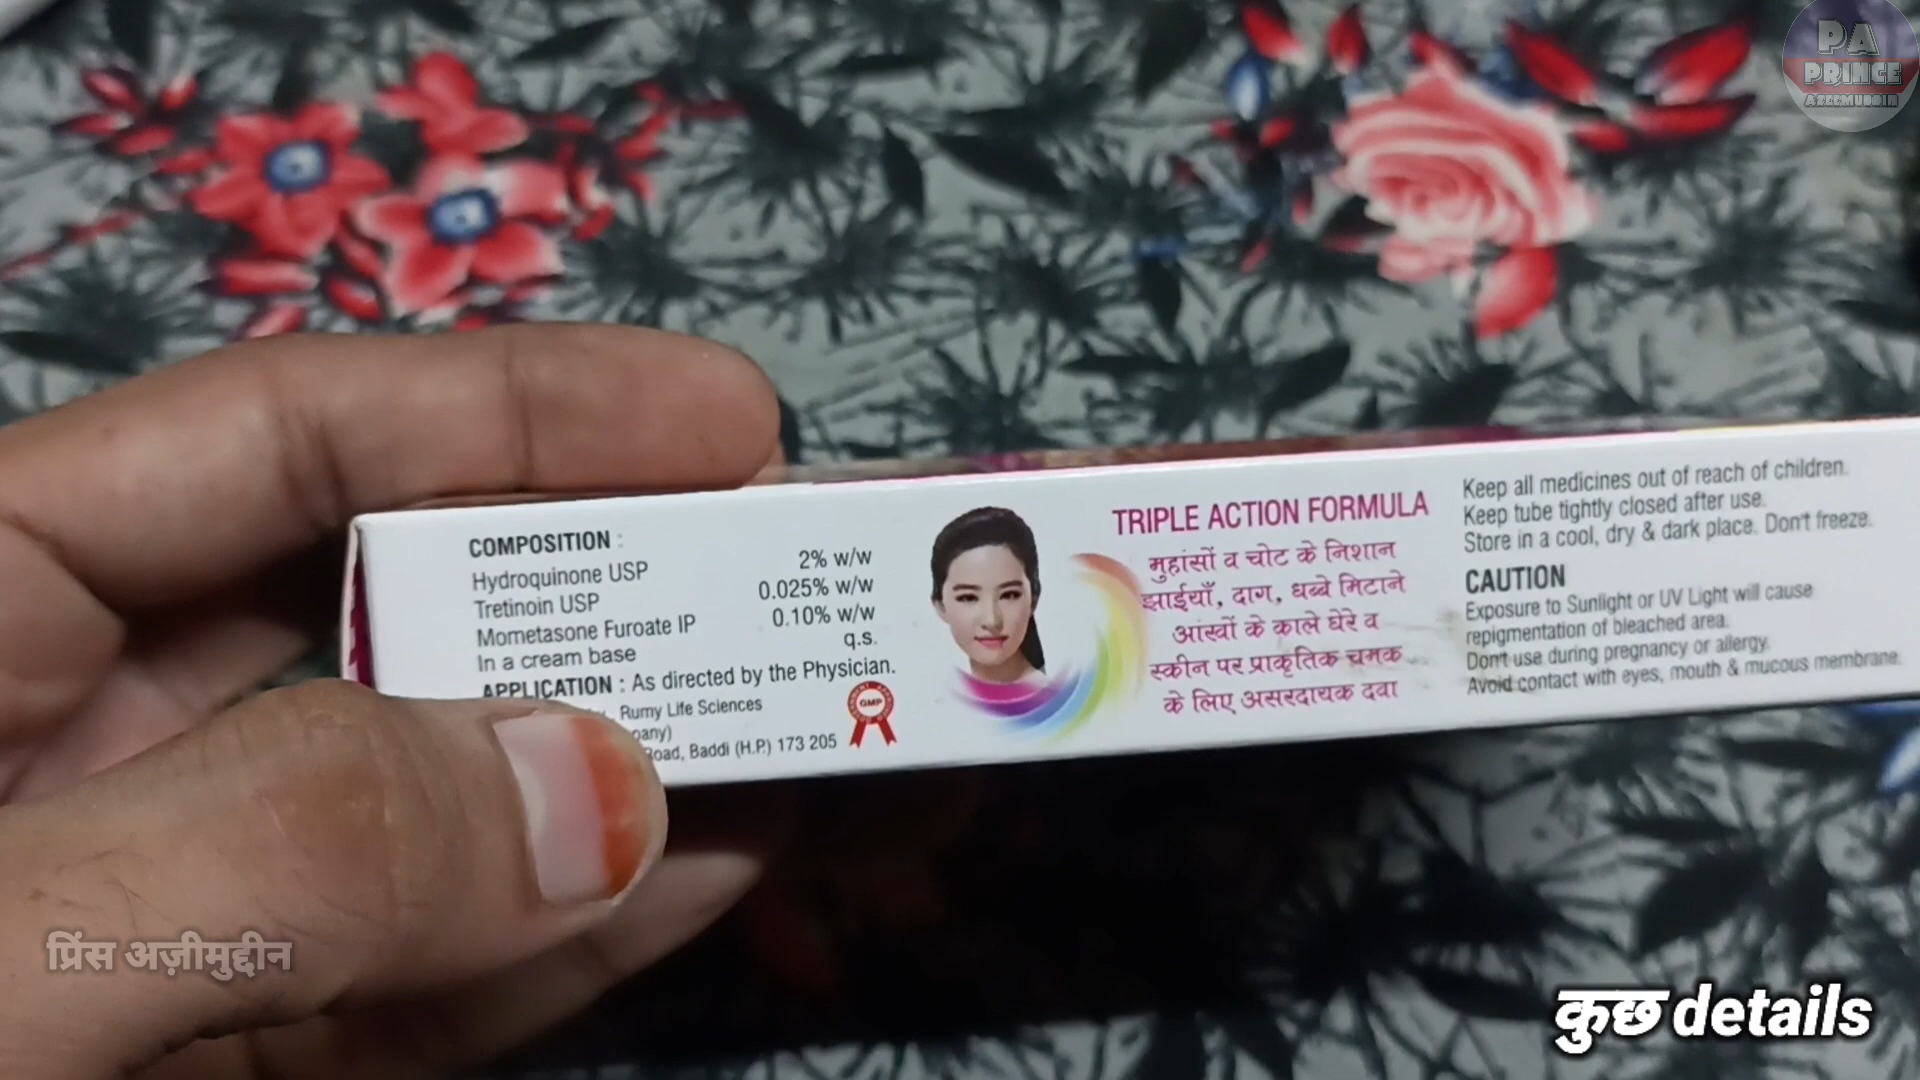 PA
PRINCE
AZEEMUDDIN
COMPOSITION :
Hydroquinone USP 2% w/w
Tretinoin USP 0.025% w/w
Mometasone Furoate IP 0.10% w/w
In a cream base q.s.
APPLICATION : As directed by the Physician.
Rumy Life Sciences
pany)
Road, Baddi (H.P.) 173 205
GMP
TRIPLE ACTION FORMULA
मुहांसों व चोट के निशान
झाईयाँ, दाग, धब्बे मिटाने
आंखों के काले घेरे व
स्कीन पर प्राकृतिक चमक
के लिए असरदायक दवा
Keep all medicines out of reach of children.
Keep tube tightly closed after use.
Store in a cool, dry & dark place. Don't freeze.
CAUTION
Exposure to Sunlight or UV Light will cause
repigmentation of bleached area.
Don't use during pregnancy or allergy.
Avoid contact with eyes, mouth & mucous membrane.
प्रिंस अज़ीमुद्दीन
कुछ details